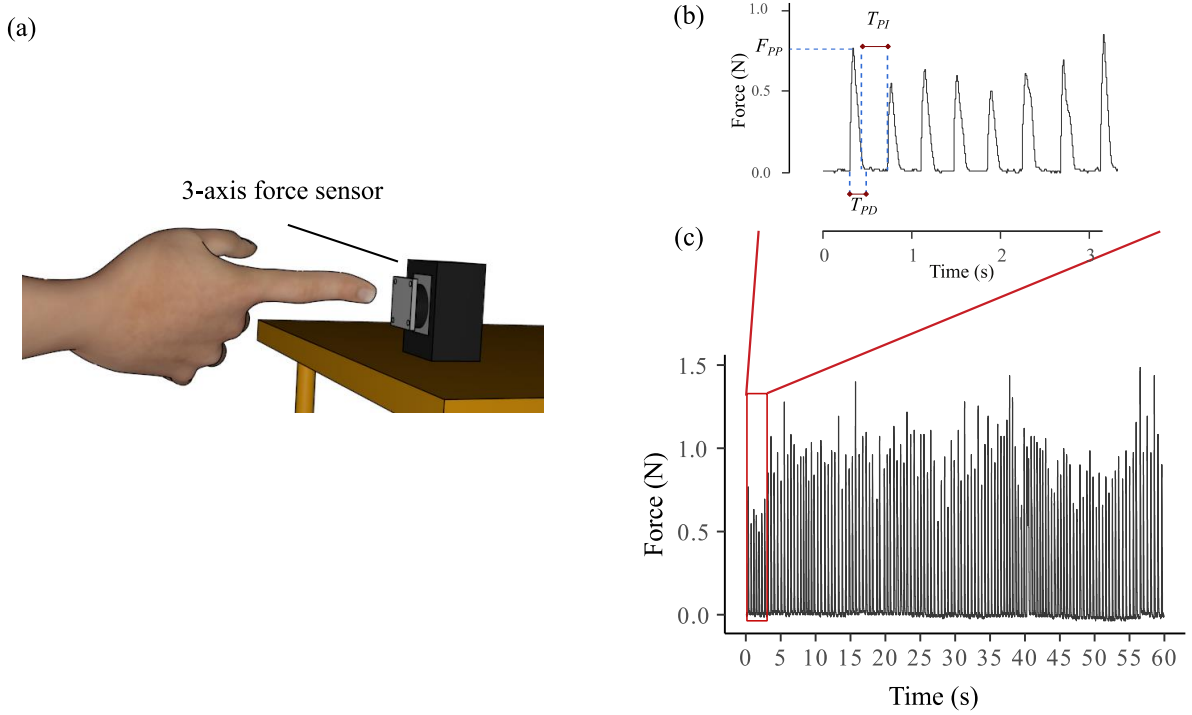 (a)
3-axis force sensor
(b)
T_PI
F_PP
1.0
0.5
0.0
Force (N)
T_PD
0 1 2 3
Time (s)
(c)
1.5
1.0
0.5
0.0
Force (N)
0 5 10 15 20 25 30 35 40 45 50 55 60
Time (s)